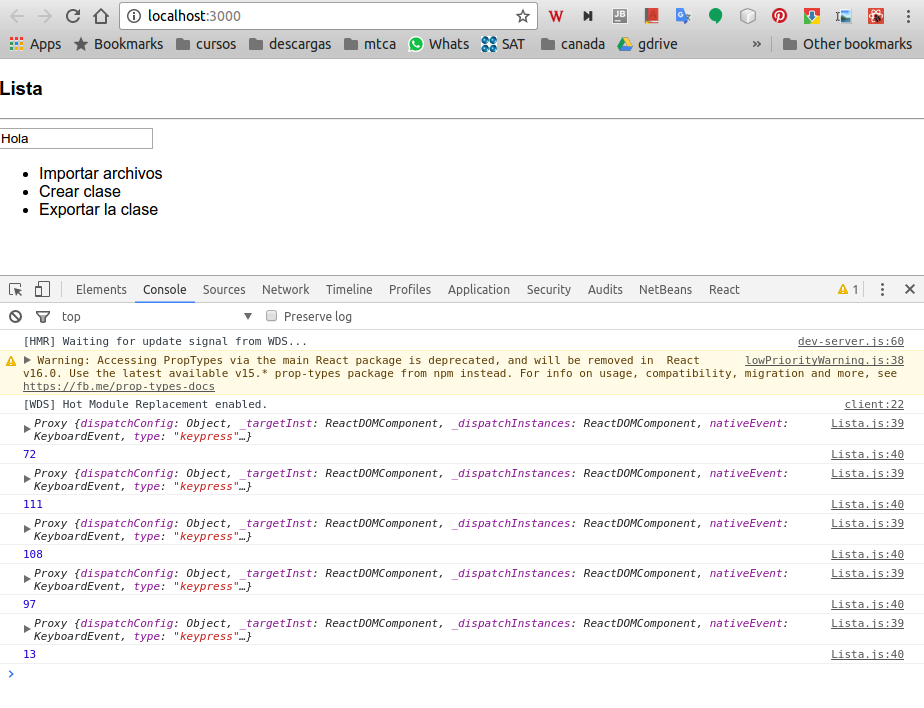 localhost:3000
Apps Bookmarks cursos descargas mtca Whats SAT canada gdrive » Other bookmarks
Lista
Hola
Importar archivos
Crear clase
Exportar la clase
Elements Console Sources Network Timeline Profiles Application Security Audits NetBeans React 1
top Preserve log
[HMR] Waiting for update signal from WDS... dev-server.js:60
Warning: Accessing PropTypes via the main React package is deprecated, and will be removed in React lowPriorityWarning.js:38
v16.0. Use the latest available v15.* prop-types package from npm instead. For info on usage, compatibility, migration and more, see
https://fb.me/prop-types-docs
[WDS] Hot Module Replacement enabled. client:22
Proxy {dispatchConfig: Object, _targetInst: ReactDOMComponent, _dispatchInstances: ReactDOMComponent, nativeEvent: Lista.js:39
KeyboardEvent, type: "keypress"…}
72 Lista.js:40
Proxy {dispatchConfig: Object, _targetInst: ReactDOMComponent, _dispatchInstances: ReactDOMComponent, nativeEvent: Lista.js:39
KeyboardEvent, type: "keypress"…}
111 Lista.js:40
Proxy {dispatchConfig: Object, _targetInst: ReactDOMComponent, _dispatchInstances: ReactDOMComponent, nativeEvent: Lista.js:39
KeyboardEvent, type: "keypress"…}
108 Lista.js:40
Proxy {dispatchConfig: Object, _targetInst: ReactDOMComponent, _dispatchInstances: ReactDOMComponent, nativeEvent: Lista.js:39
KeyboardEvent, type: "keypress"…}
97 Lista.js:40
Proxy {dispatchConfig: Object, _targetInst: ReactDOMComponent, _dispatchInstances: ReactDOMComponent, nativeEvent: Lista.js:39
KeyboardEvent, type: "keypress"…}
13 Lista.js:40